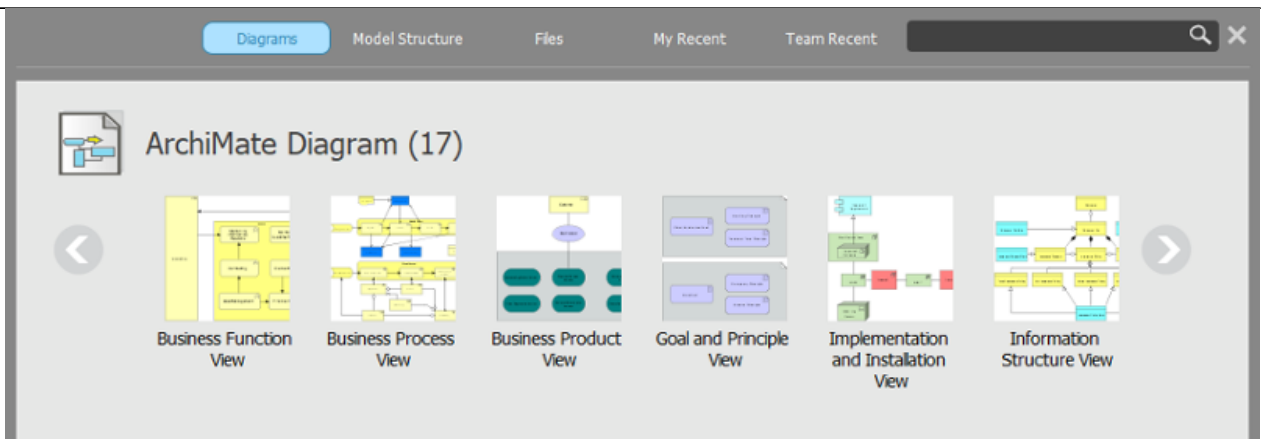 Diagrams Model Structure Files My Recent Team Recent
ArchiMate Diagram (17)
Business Function
View
Business Process
View
Business Product
View
Goal and Principle
View
Implementation
and Installation
View
Information
Structure View